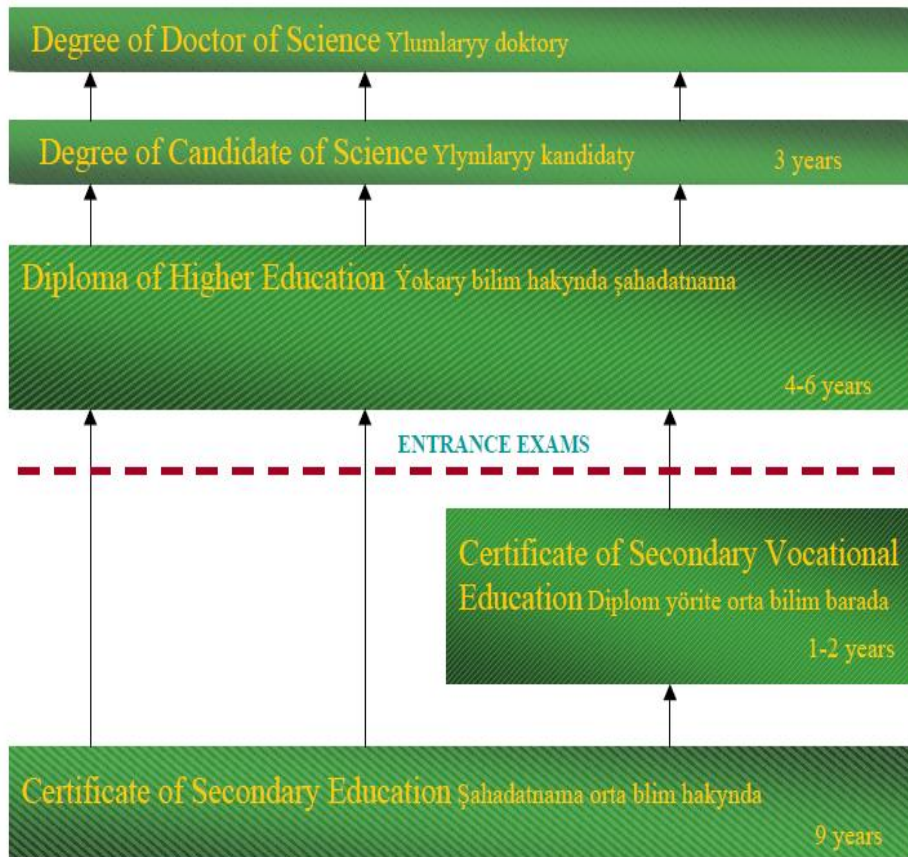 Degree of Doctor of Science Ylumlaryy doktory
Degree of Candidate of Science Ylymlaryy kandidaty
3 years
Diploma of Higher Education Ýokary bilim hakynda şahadatnama
4-6 years
ENTRANCE EXAMS
Certificate of Secondary Vocational
Education Diplom yörite orta bilim barada
1-2 years
Certificate of Secondary Education Şahadatnama orta blim hakynda
9 years